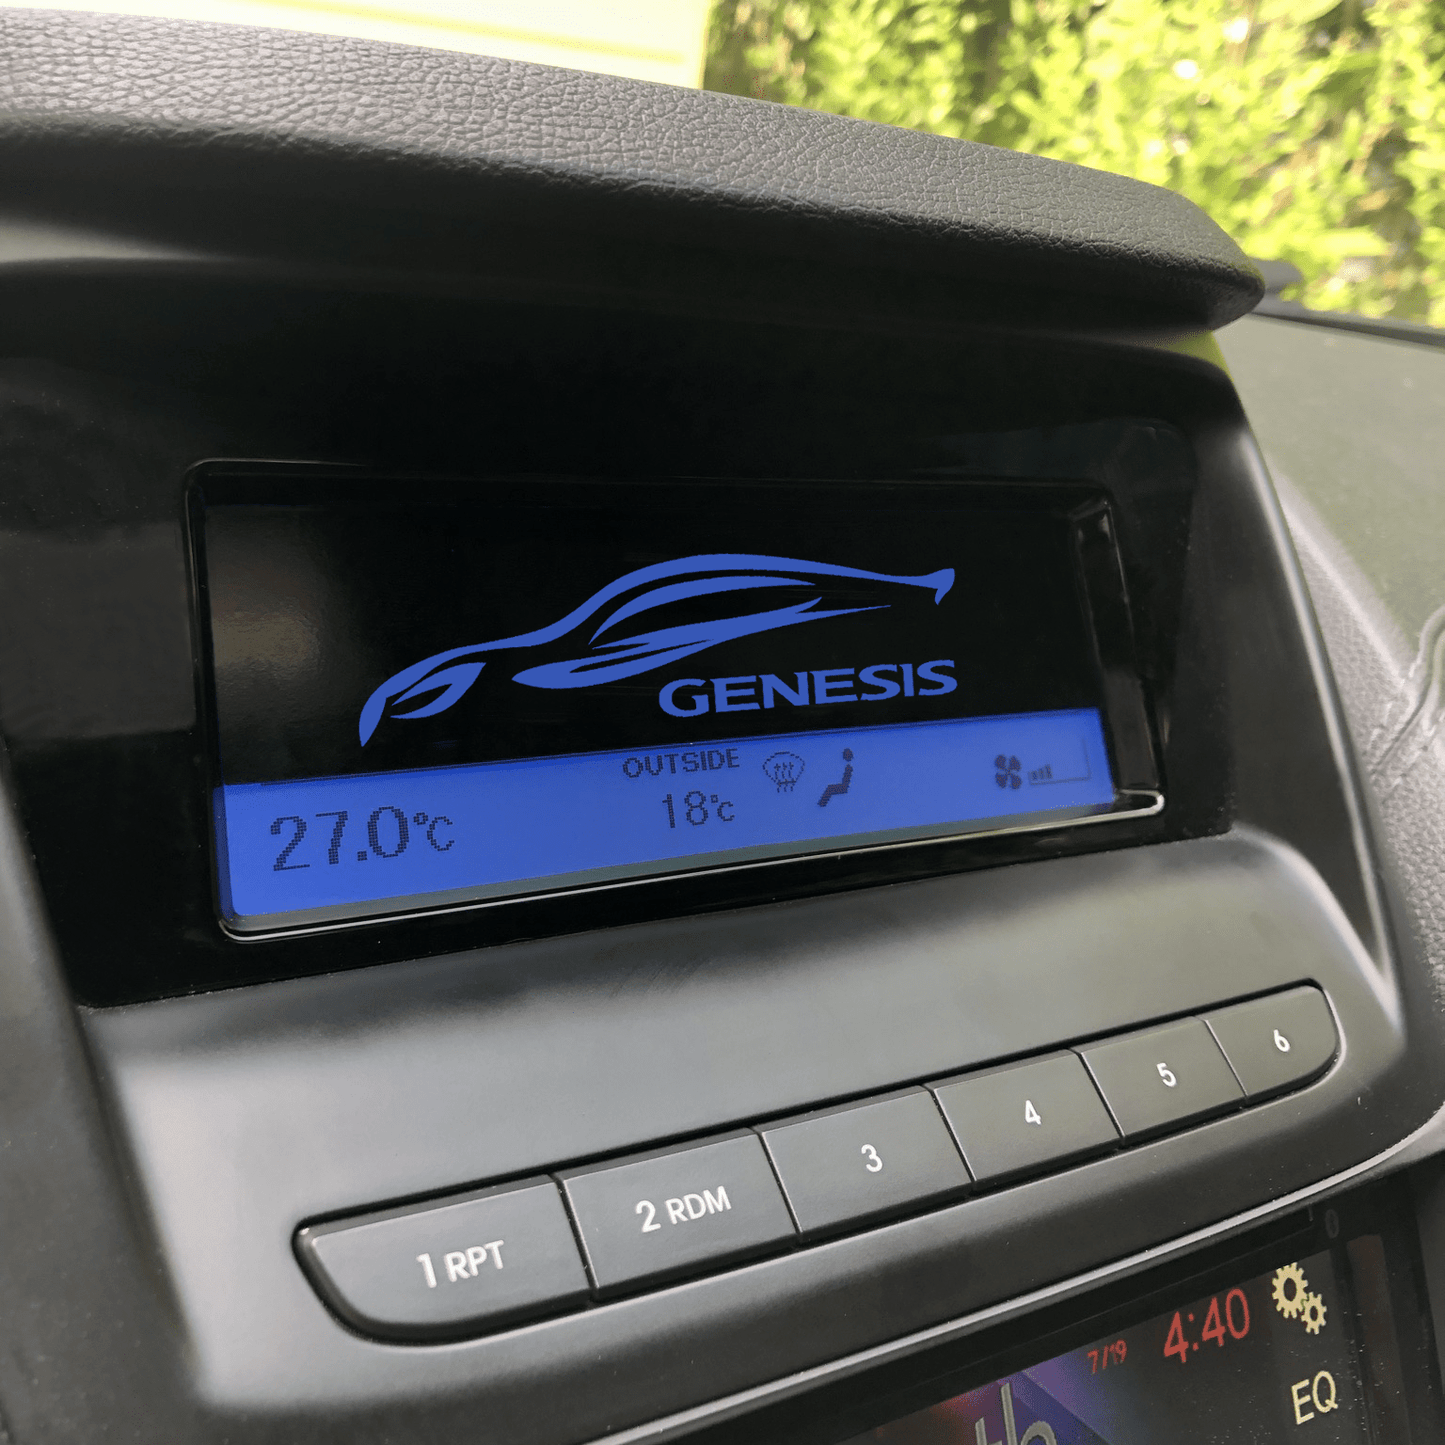 GENESIS
OUTSIDE
27.0°C
18°C
1 RPT
2 RDM
3
4
5
6
7/19
4:40
EQ